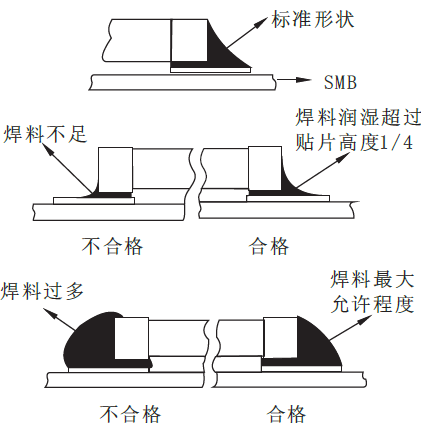 标准形状
SMB
焊料不足
焊料润湿超过
贴片高度1/4
不合格
合格
焊料过多
焊料最大
允许程度
不合格
合格